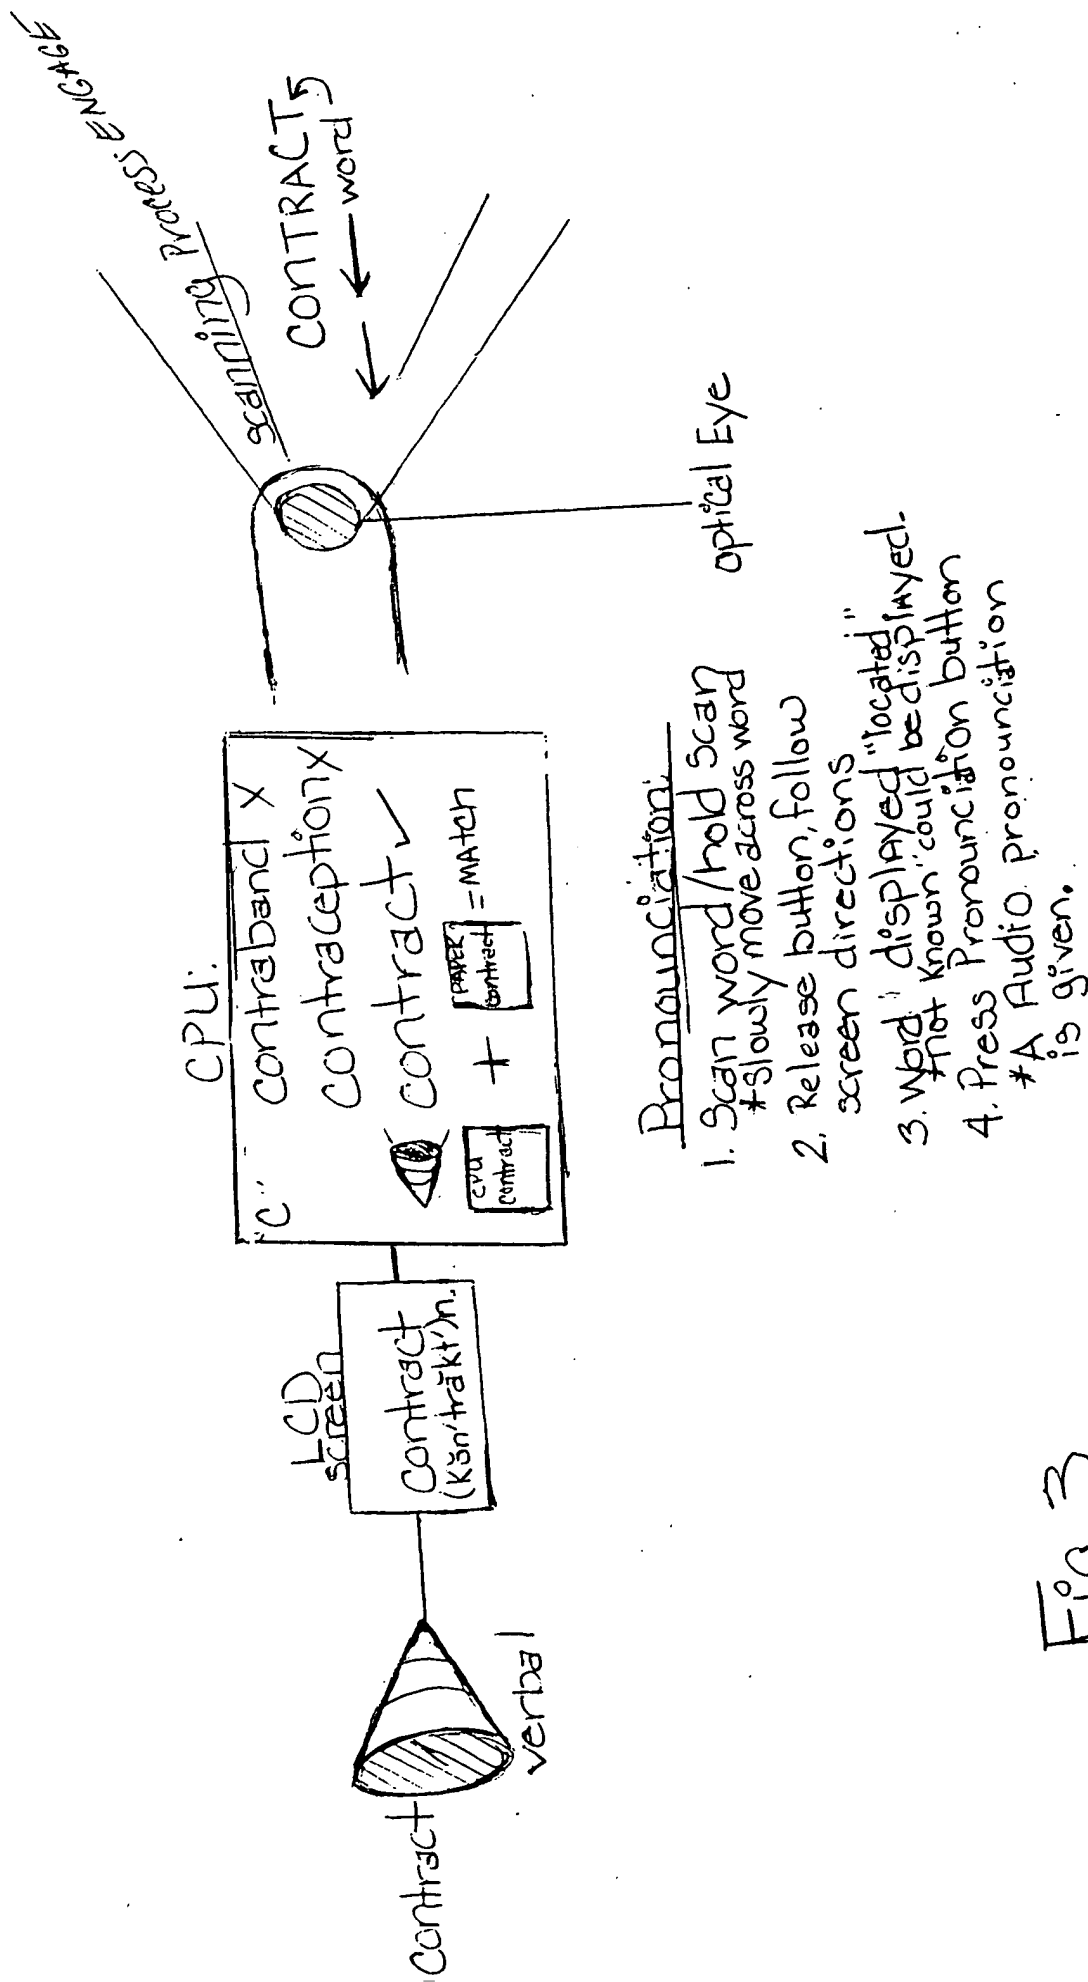 scanning Process: ENGAGE
CONTRACT
word
optical Eye
CPU:
"C" contraband X
contraception X
contract ✓
CPU contract + PAPER contract = MAtch
LCD
screen
contract
(Kŏn'trăkt')n.
verbal
contract
Pronounciation:
1. Scan word/hold scan
*Slowly move across word
2. Release button, follow
screen directions
3. Word displAyed "located"
*"not known" could be displAyed.
4. Press Pronounciation button
*A Audio pronounciation
is given.
Fig 3